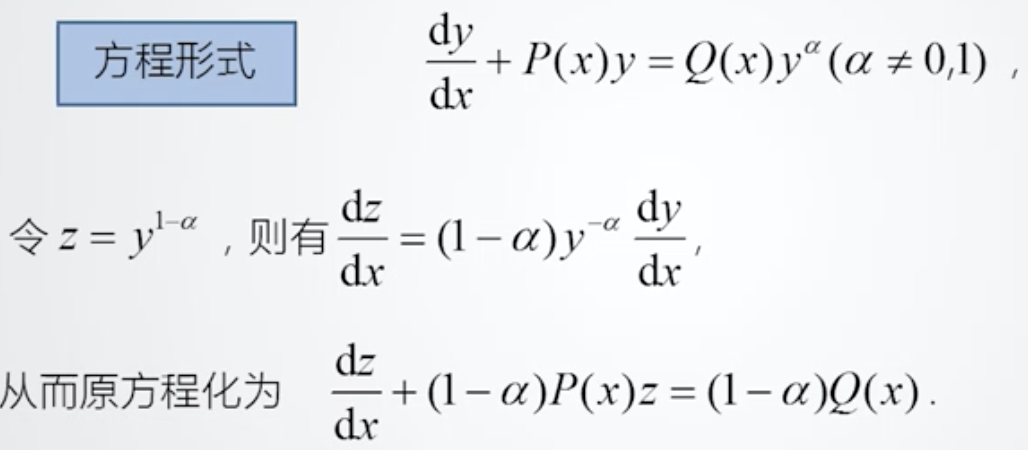 方程形式 dy/dx + P(x)y = Q(x)y^α (α ≠ 0,1) ,
令 z = y^(1−α) , 则有 dz/dx = (1 − α)y^(−α) dy/dx ,
从而原方程化为 dz/dx + (1 − α)P(x)z = (1 − α)Q(x) .